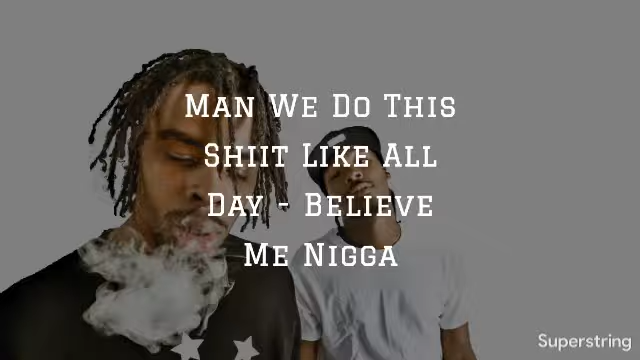 Man We Do This
Shiit Like All
Day - Believe
Me Nigga
Superstring